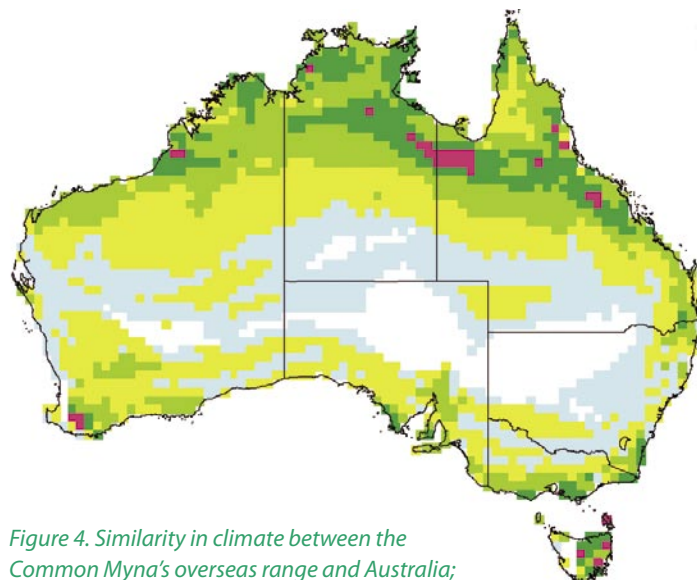 Figure 4. Similarity in climate between the
Common Myna's overseas range and Australia;